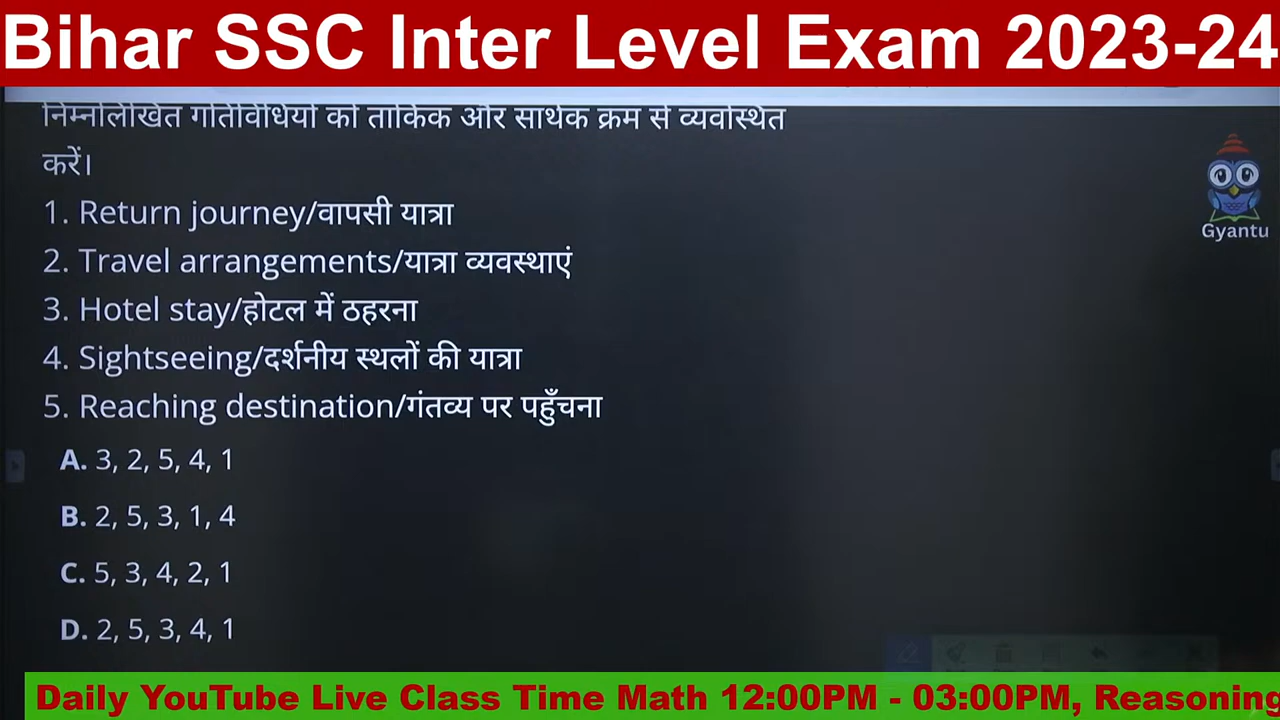 Bihar SSC Inter Level Exam 2023-24
निम्नलिखित गतिविधियों को तार्किक और सार्थक क्रम से व्यवस्थित
करें।
Gyantu
1. Return journey/वापसी यात्रा
2. Travel arrangements/यात्रा व्यवस्थाएं
3. Hotel stay/होटल में ठहरना
4. Sightseeing/दर्शनीय स्थलों की यात्रा
5. Reaching destination/गंतव्य पर पहुँचना
A. 3, 2, 5, 4, 1
B. 2, 5, 3, 1, 4
C. 5, 3, 4, 2, 1
D. 2, 5, 3, 4, 1
Daily YouTube Live Class Time Math 12:00PM - 03:00PM, Reasoning